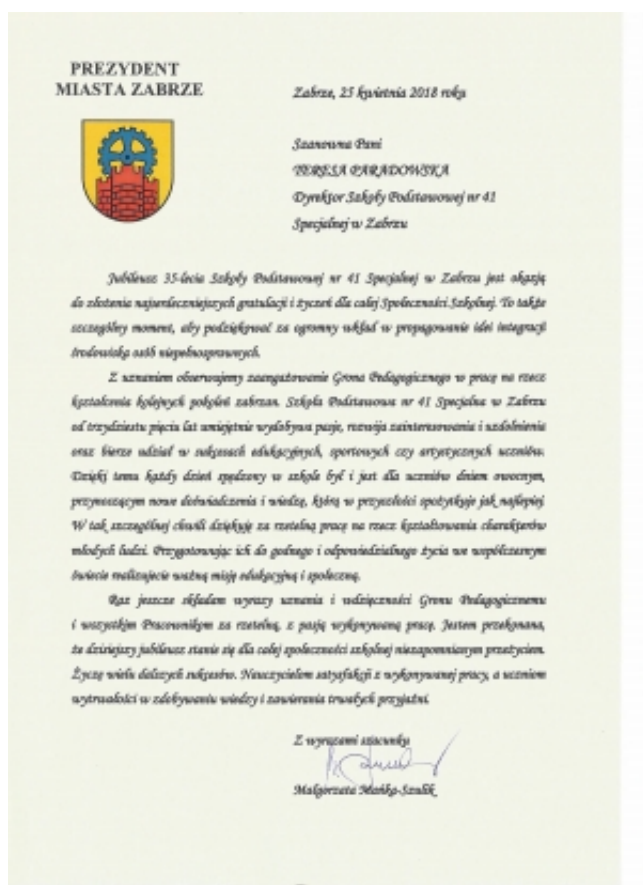 PREZYDENT
MIASTA ZABRZE
Zabrze, 25 kwietnia 2018 roku
Szanowna Pani
TERESA PARADOWSKA
Dyrektor Szkoły Podstawowej nr 41
Specjalnej w Zabrzu
Jubileusz 35-lecia Szkoły Podstawowej nr 41 Specjalnej w Zabrzu jest okazją
do złożenia najserdeczniejszych gratulacji i życzeń dla całej Społeczności Szkolnej. To także
szczególny moment, aby podziękować za ogromny wkład w propagowanie idei integracji
środowiska osób niepełnosprawnych.
Z uznaniem obserwujemy zaangażowanie Grona Pedagogicznego w pracę na rzecz
kształcenia kolejnych pokoleń zabrzan. Szkoła Podstawowa nr 41 Specjalna w Zabrzu
od trzydziestu pięciu lat umiejętnie wydobywa pasje, rozwija zainteresowania i uzdolnienia
oraz bierze udział w sukcesach edukacyjnych, sportowych czy artystycznych uczniów.
Dzięki temu każdy dzień spędzony w szkole był i jest dla uczniów dniem owocnym,
przynoszącym nowe doświadczenia i wiedzę, którą w przyszłości spożytkuje jak najlepiej.
W tak szczególnej chwili dziękuję za rzetelną pracę na rzecz kształtowania charakterów
młodych ludzi. Przygotowując ich do godnego i odpowiedzialnego życia we współczesnym
świecie realizujecie ważną misję edukacyjną i społeczną.
Raz jeszcze składam wyrazy uznania i wdzięczności Gronu Pedagogicznemu
i wszystkim Pracownikom za rzetelną, z pasją wykonywaną pracę. Jestem przekonana,
że dzisiejszy jubileusz stanie się dla całej społeczności szkolnej niezapomnianym przeżyciem.
Życzę wielu dalszych sukcesów. Nauczycielom satysfakcji z wykonywanej pracy, a uczniom
wytrwałości w zdobywaniu wiedzy i zawierania trwałych przyjaźni.
Z wyrazami szacunku
Małgorzata Mańka-Szulik